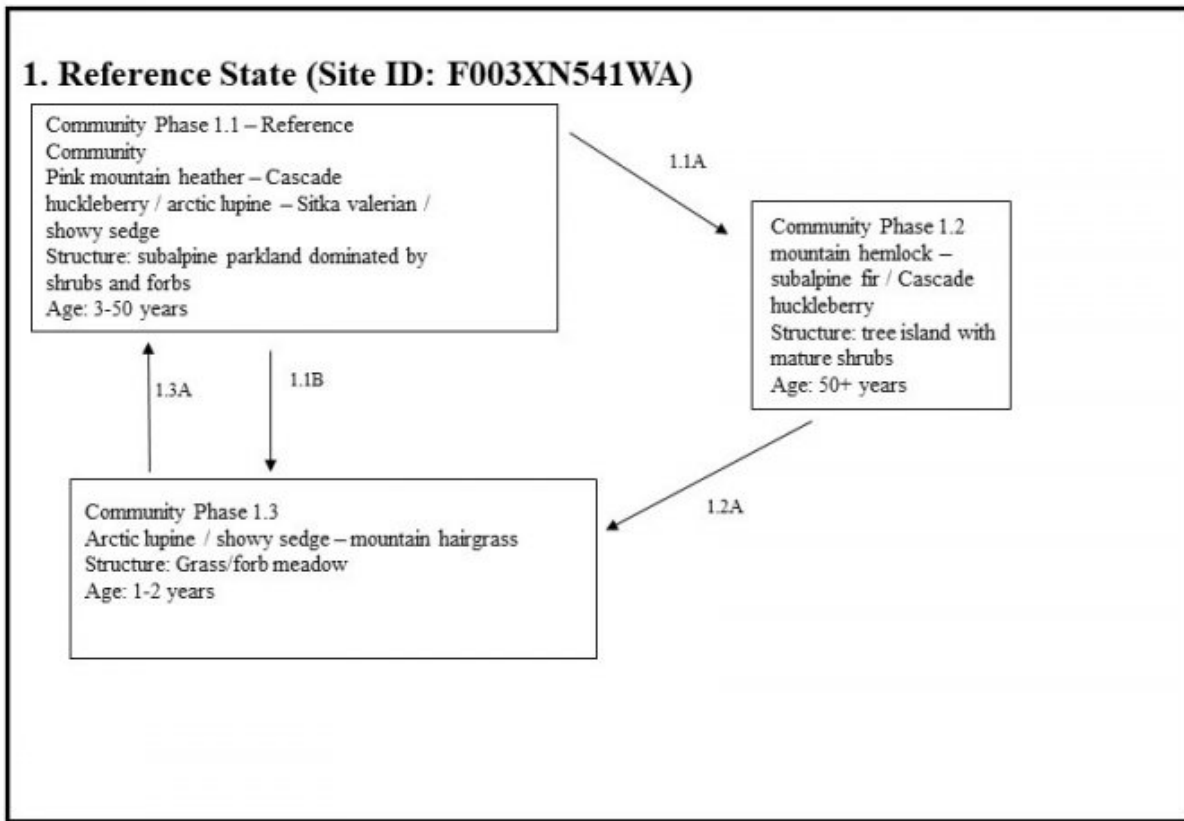 1. Reference State (Site ID: F003XN541WA)
Community Phase 1.1 – Reference
Community
Pink mountain heather – Cascade
huckleberry / arctic lupine – Sitka valerian /
showy sedge
Structure: subalpine parkland dominated by
shrubs and forbs
Age: 3-50 years
1.1A
Community Phase 1.2
mountain hemlock –
subalpine fir / Cascade
huckleberry
Structure: tree island with
mature shrubs
Age: 50+ years
1.3A
1.1B
1.2A
Community Phase 1.3
Arctic lupine / showy sedge – mountain hairgrass
Structure: Grass/forb meadow
Age: 1-2 years